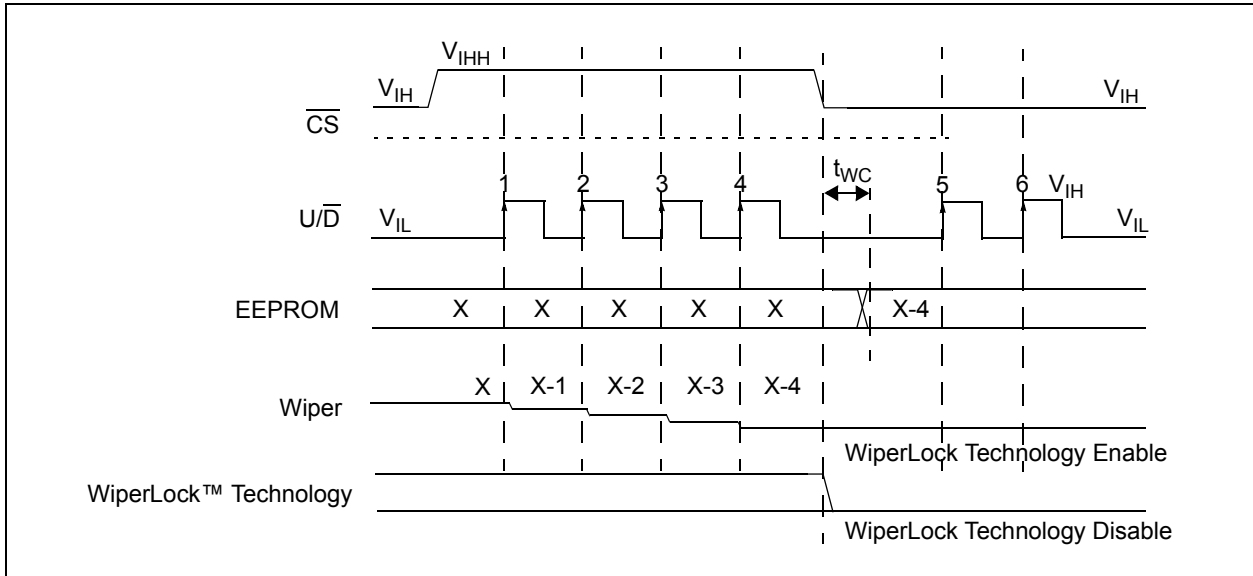 V_IHH
V_IH
V_IH
CS
t_WC
1 2 3 4 5 6 V_IH
U/D V_IL V_IL
EEPROM X X X X X X-4
X X-1 X-2 X-3 X-4
Wiper
WiperLock Technology Enable
WiperLock™ Technology
WiperLock Technology Disable